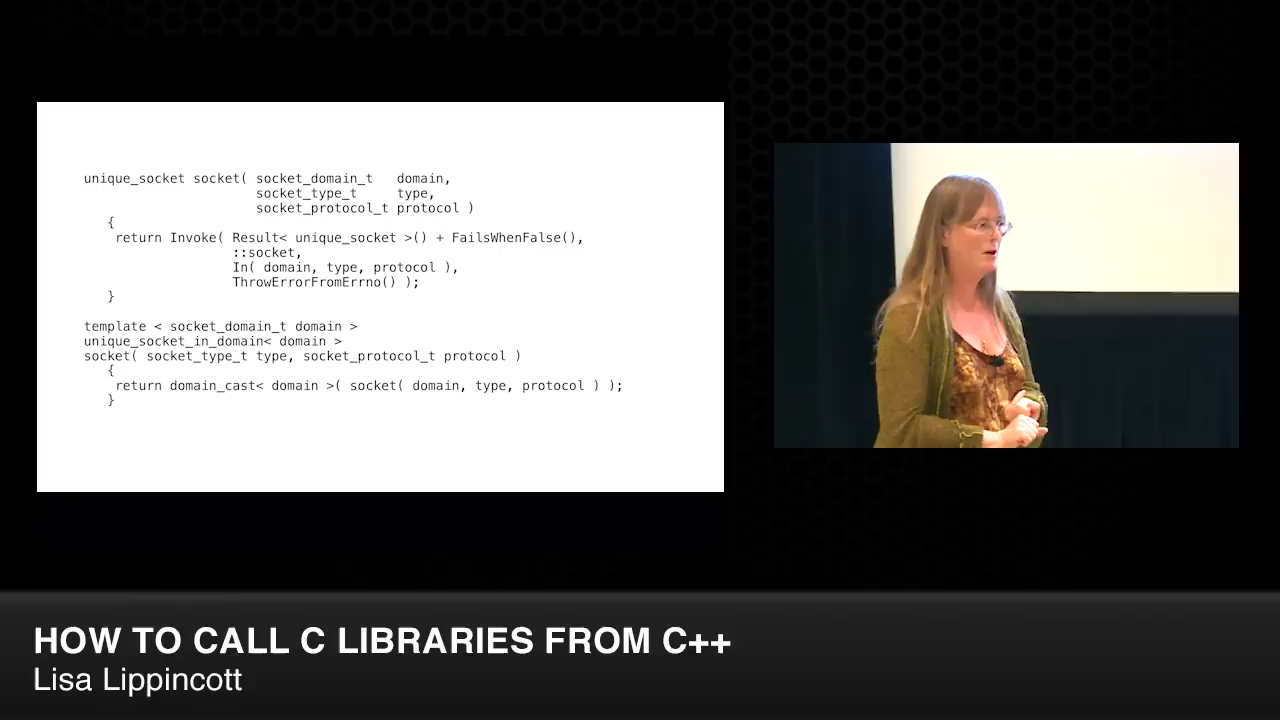 unique_socket socket( socket_domain_t   domain,
                      socket_type_t     type,
                      socket_protocol_t protocol )
   {
    return Invoke( Result< unique_socket >() + FailsWhenFalse(),
                   ::socket,
                   In( domain, type, protocol ),
                   ThrowErrorFromErrno() );
   }
template < socket_domain_t domain >
unique_socket_in_domain< domain >
socket( socket_type_t type, socket_protocol_t protocol )
   {
    return domain_cast< domain >( socket( domain, type, protocol ) );
   }
HOW TO CALL C LIBRARIES FROM C++
Lisa Lippincott